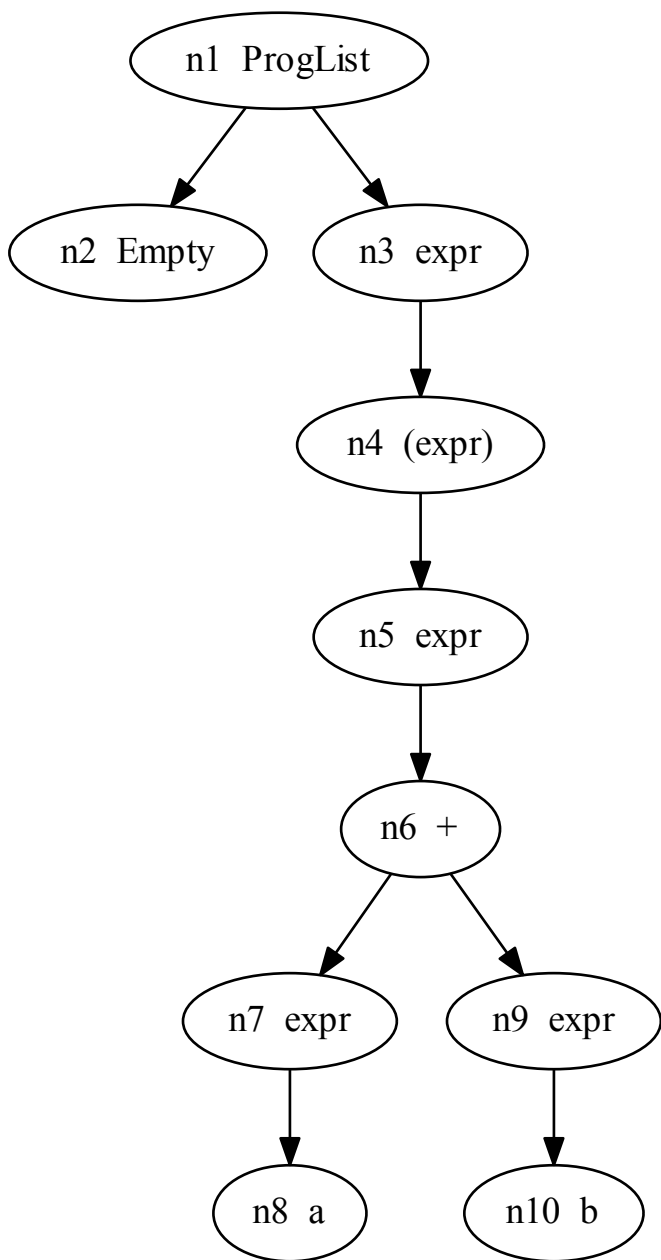 n1 ProgList
n2 Empty
n3 expr
n4 (expr)
n5 expr
n6 +
n7 expr
n9 expr
n8 a
n10 b